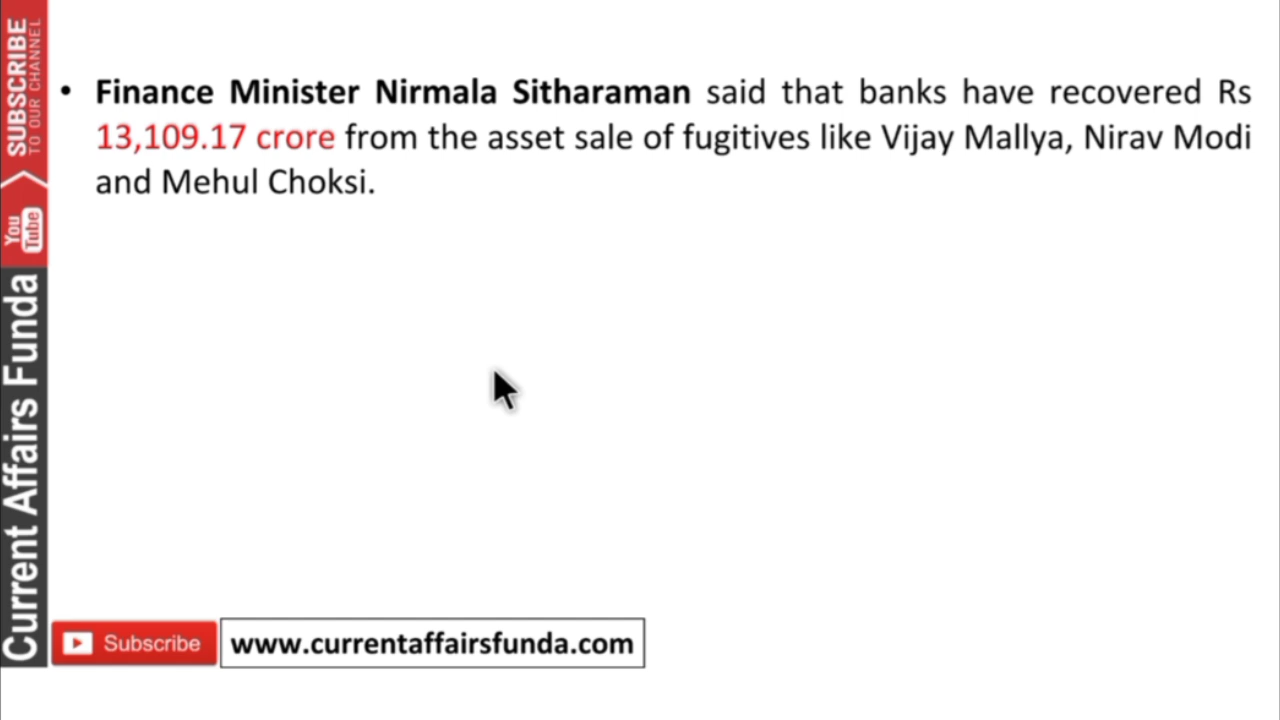 • Finance Minister Nirmala Sitharaman said that banks have recovered Rs
13,109.17 crore from the asset sale of fugitives like Vijay Mallya, Nirav Modi
and Mehul Choksi.
SUBSCRIBE
TO OUR CHANNEL
You
Tube
Current Affairs Funda
Subscribe
www.currentaffairsfunda.com